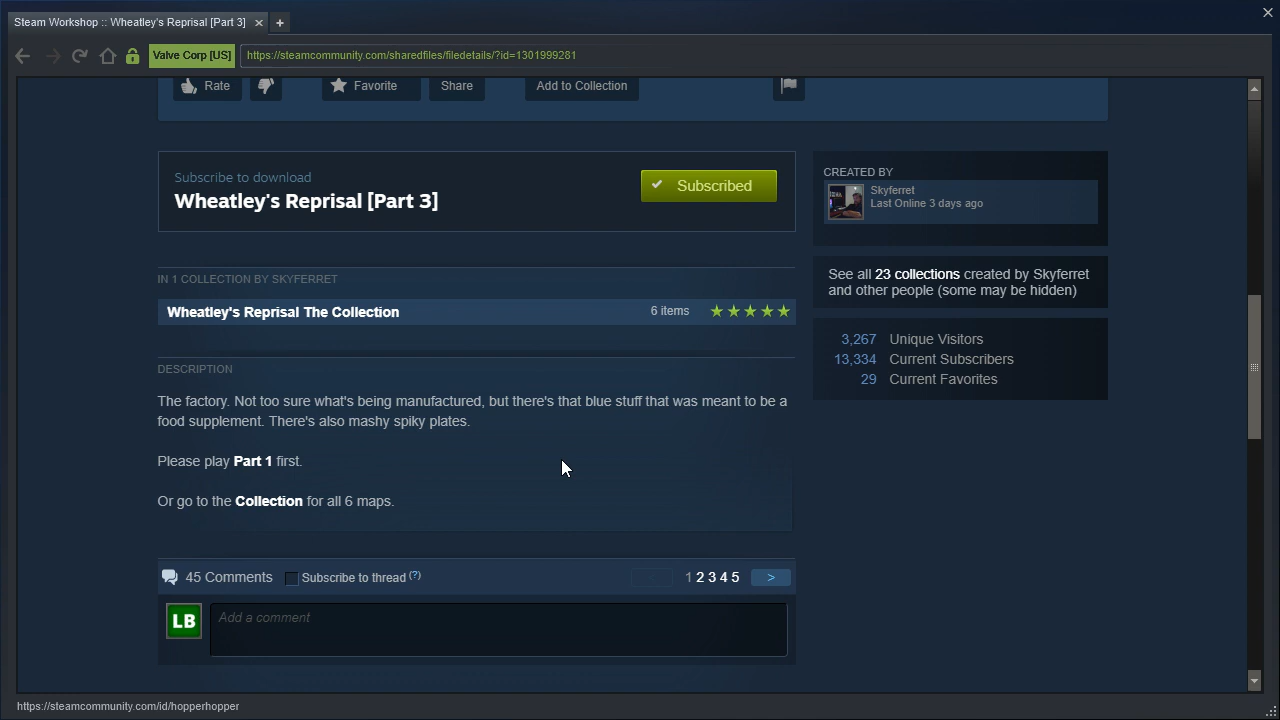 Steam Workshop :: Wheatley's Reprisal [Part 3]
Valve Corp [US]
https://steamcommunity.com/sharedfiles/filedetails/?id=1301999281
Rate
Favorite
Share
Add to Collection
Subscribe to download
Wheatley's Reprisal [Part 3]
Subscribed
IN 1 COLLECTION BY SKYFERRET
Wheatley's Reprisal The Collection
6 items
DESCRIPTION
The factory. Not too sure what's being manufactured, but there's that blue stuff that was meant to be a
food supplement. There's also mashy spiky plates.
Please play Part 1 first.
Or go to the Collection for all 6 maps.
45 Comments
Subscribe to thread (?)
1 2 3 4 5 >
LB
Add a comment
CREATED BY
Skyferret
Last Online 3 days ago
See all 23 collections created by Skyferret
and other people (some may be hidden)
3,267 Unique Visitors
13,334 Current Subscribers
29 Current Favorites
https://steamcommunity.com/id/hopperhopper